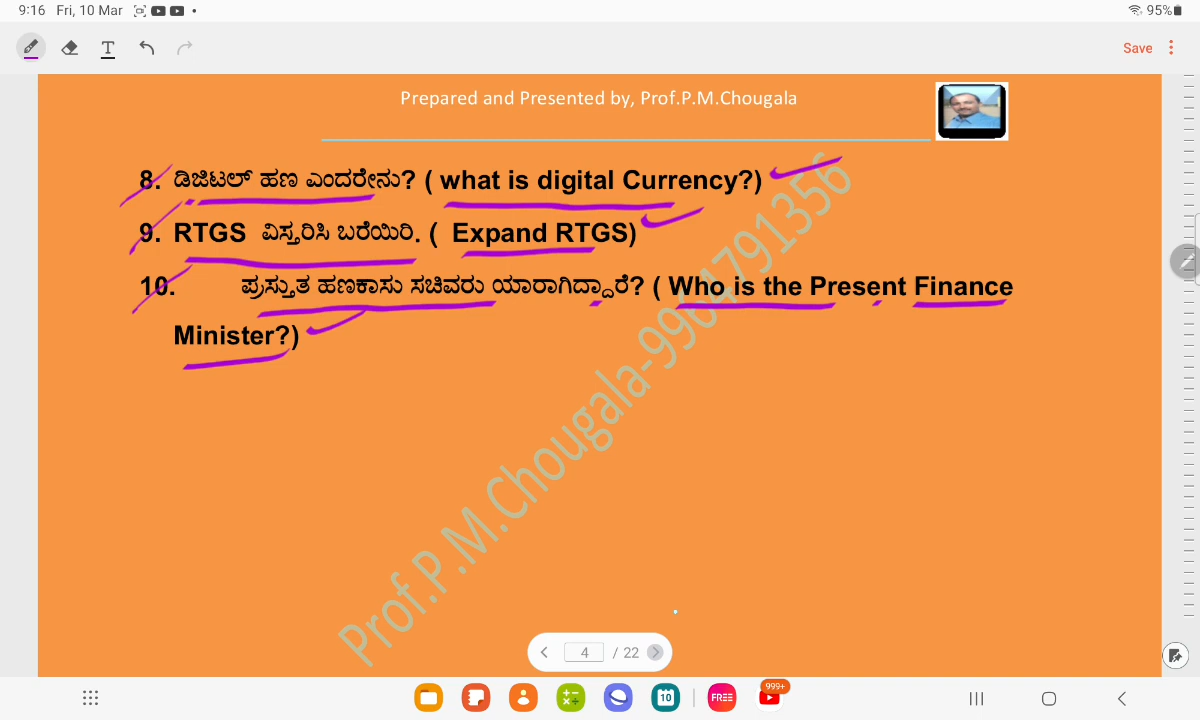 9:16 Fri, 10 Mar
95%
T
Save
Prepared and Presented by, Prof.P.M.Chougala
8. ಡಿಜಿಟಲ್ ಹಣ ಎಂದರೇನು? ( what is digital Currency?)
9. RTGS ವಿಸ್ತರಿಸಿ ಬರೆಯಿರಿ. ( Expand RTGS)
10. ಪ್ರಸ್ತುತ ಹಣಕಾಸು ಸಚಿವರು ಯಾರಾಗಿದ್ದಾರೆ? ( Who is the Present Finance
Minister?)
Prof.P.M.Chougala-9964791356
4 / 22
10
FREE
999+